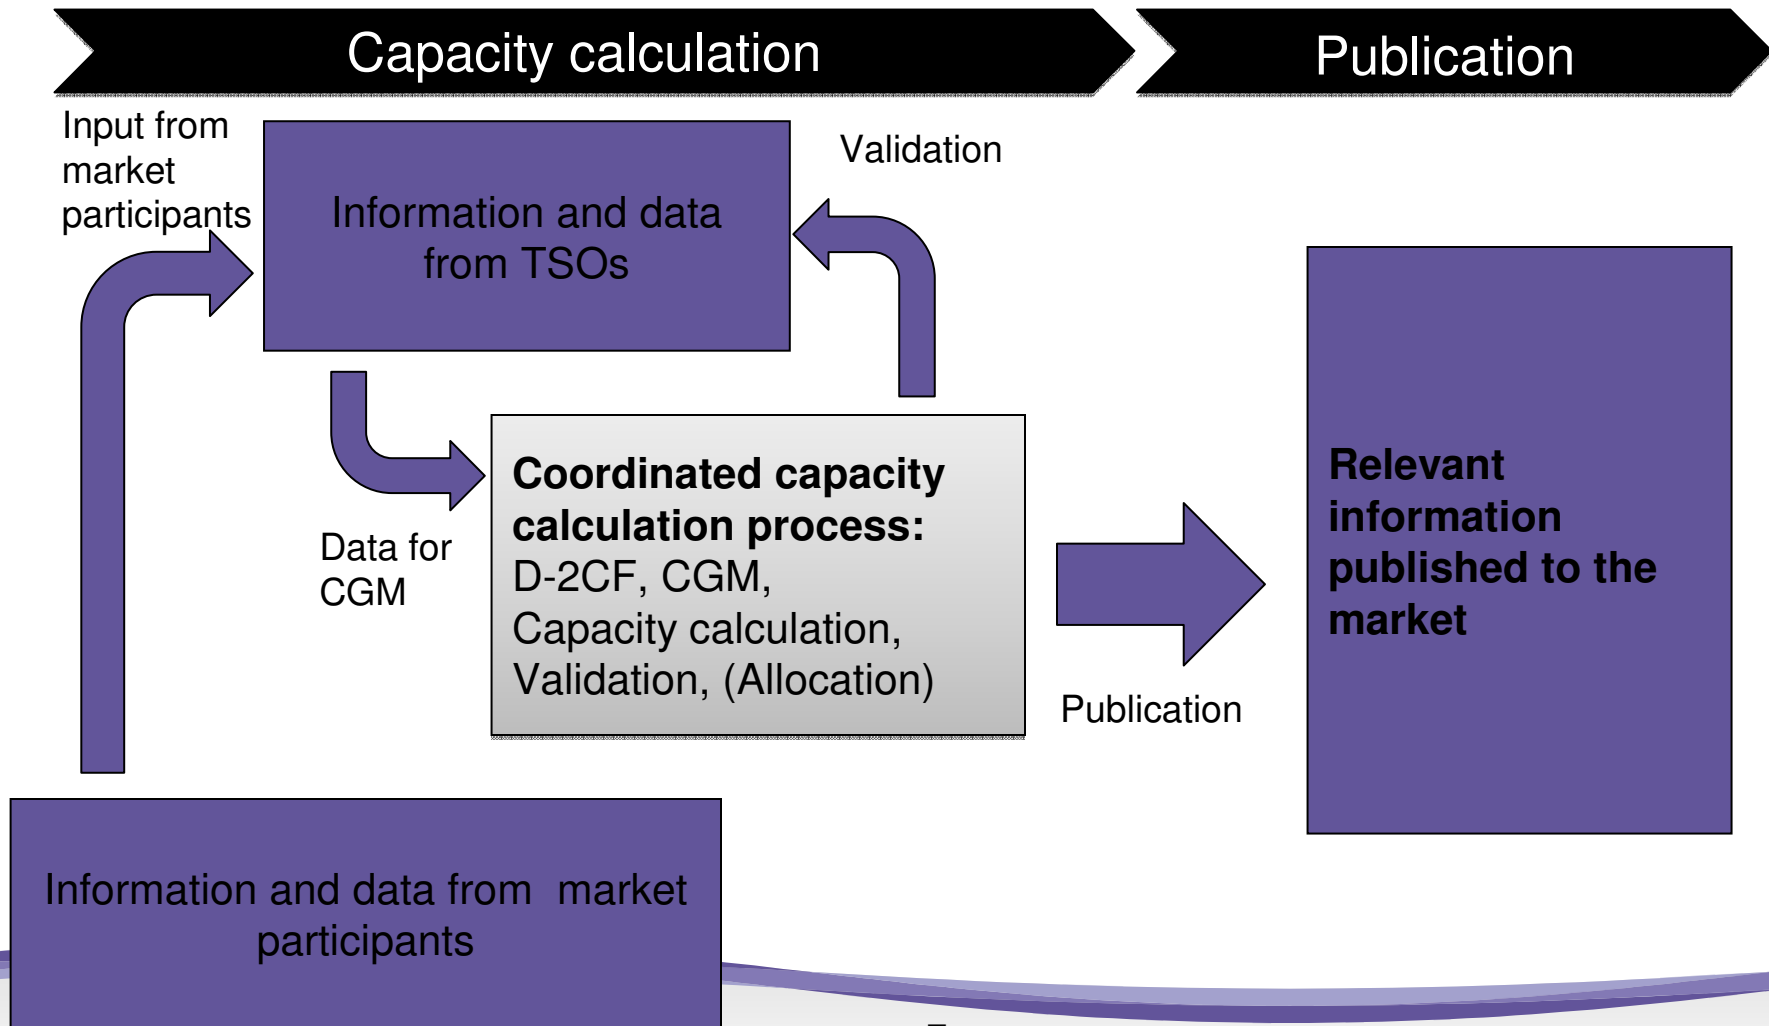 Capacity calculation
Publication
Input from
market
participants
Information and data
from TSOs
Validation
Data for
CGM
Coordinated capacity
calculation process:
D-2CF, CGM,
Capacity calculation,
Validation, (Allocation)
Publication
Relevant
information
published to the
market
Information and data from  market
participants